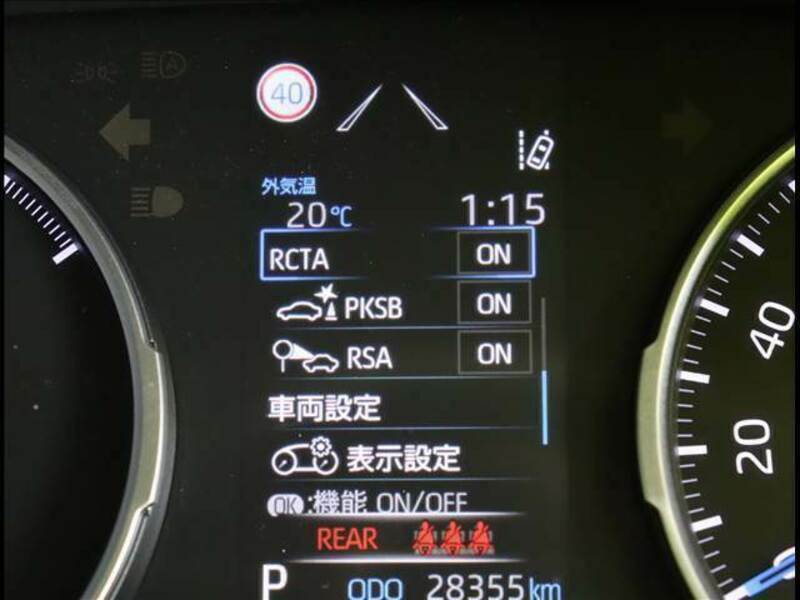 40
外気温
20℃ 1:15
RCTA ON
PKSB ON
RSA ON
車両設定
表示設定
OK:機能 ON/OFF
REAR
P ODO 28355km
40
20